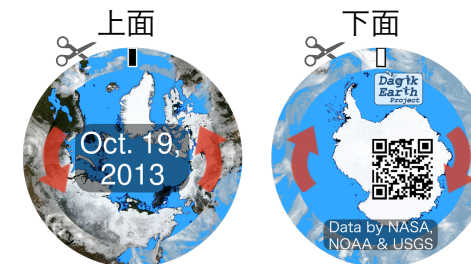 上面
下面
Oct. 19,
2013
Dagik
Earth
Project
Data by NASA,
NOAA & USGS